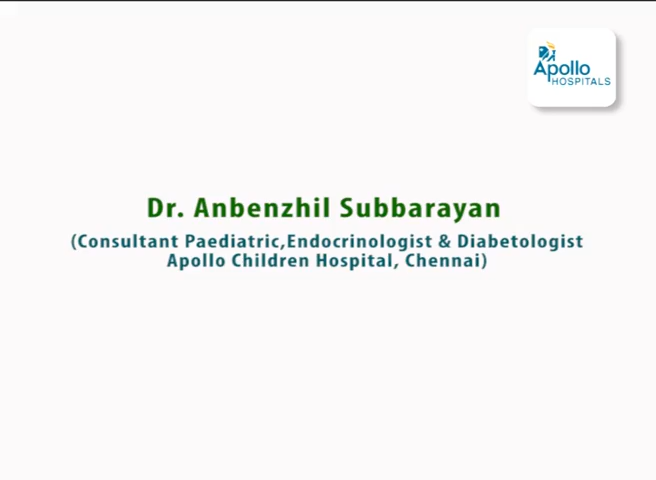 Apollo
HOSPITALS
Dr. Anbenzhil Subbarayan
(Consultant Paediatric,Endocrinologist & Diabetologist
Apollo Children Hospital, Chennai)